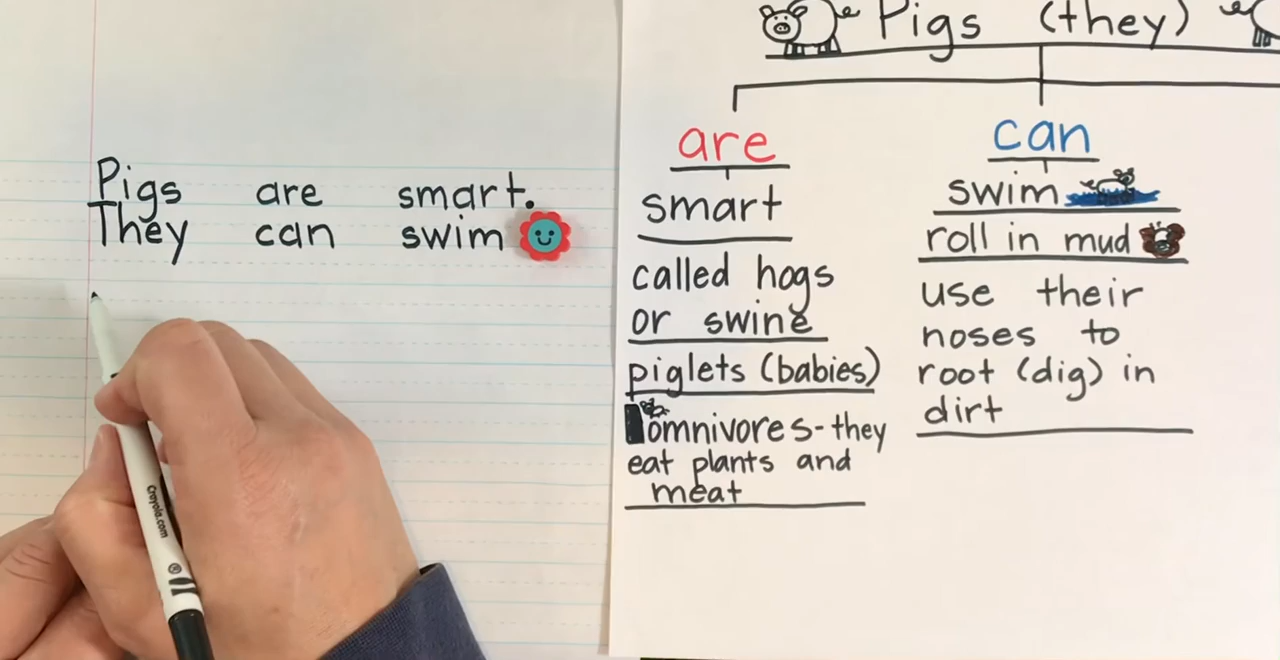 Pigs are smart.
They can swim
Crayola.com
Pigs (they)
are
smart
called hogs
or swine
piglets (babies)
omnivores-they
eat plants and
meat
can
swim
roll in mud
use their
noses to
root (dig) in
dirt